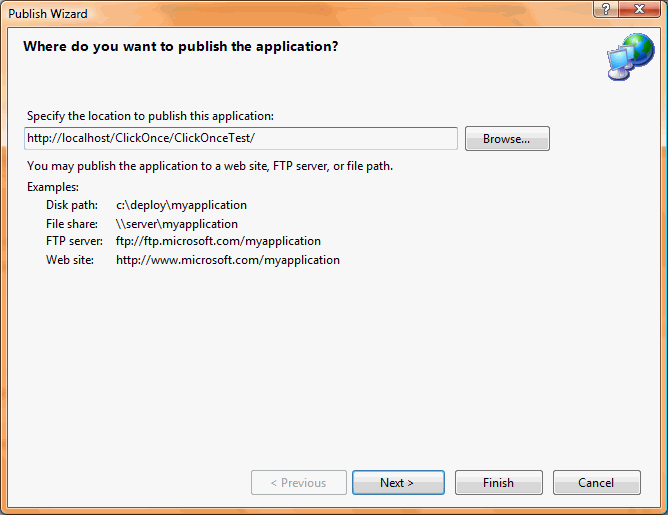 Publish Wizard
?
Where do you want to publish the application?
Specify the location to publish this application:
http://localhost/ClickOnce/ClickOnceTest/
Browse...
You may publish the application to a web site, FTP server, or file path.
Examples:
Disk path: c:\deploy\myapplication
File share: \\server\myapplication
FTP server: ftp://ftp.microsoft.com/myapplication
Web site: http://www.microsoft.com/myapplication
< Previous Next > Finish Cancel